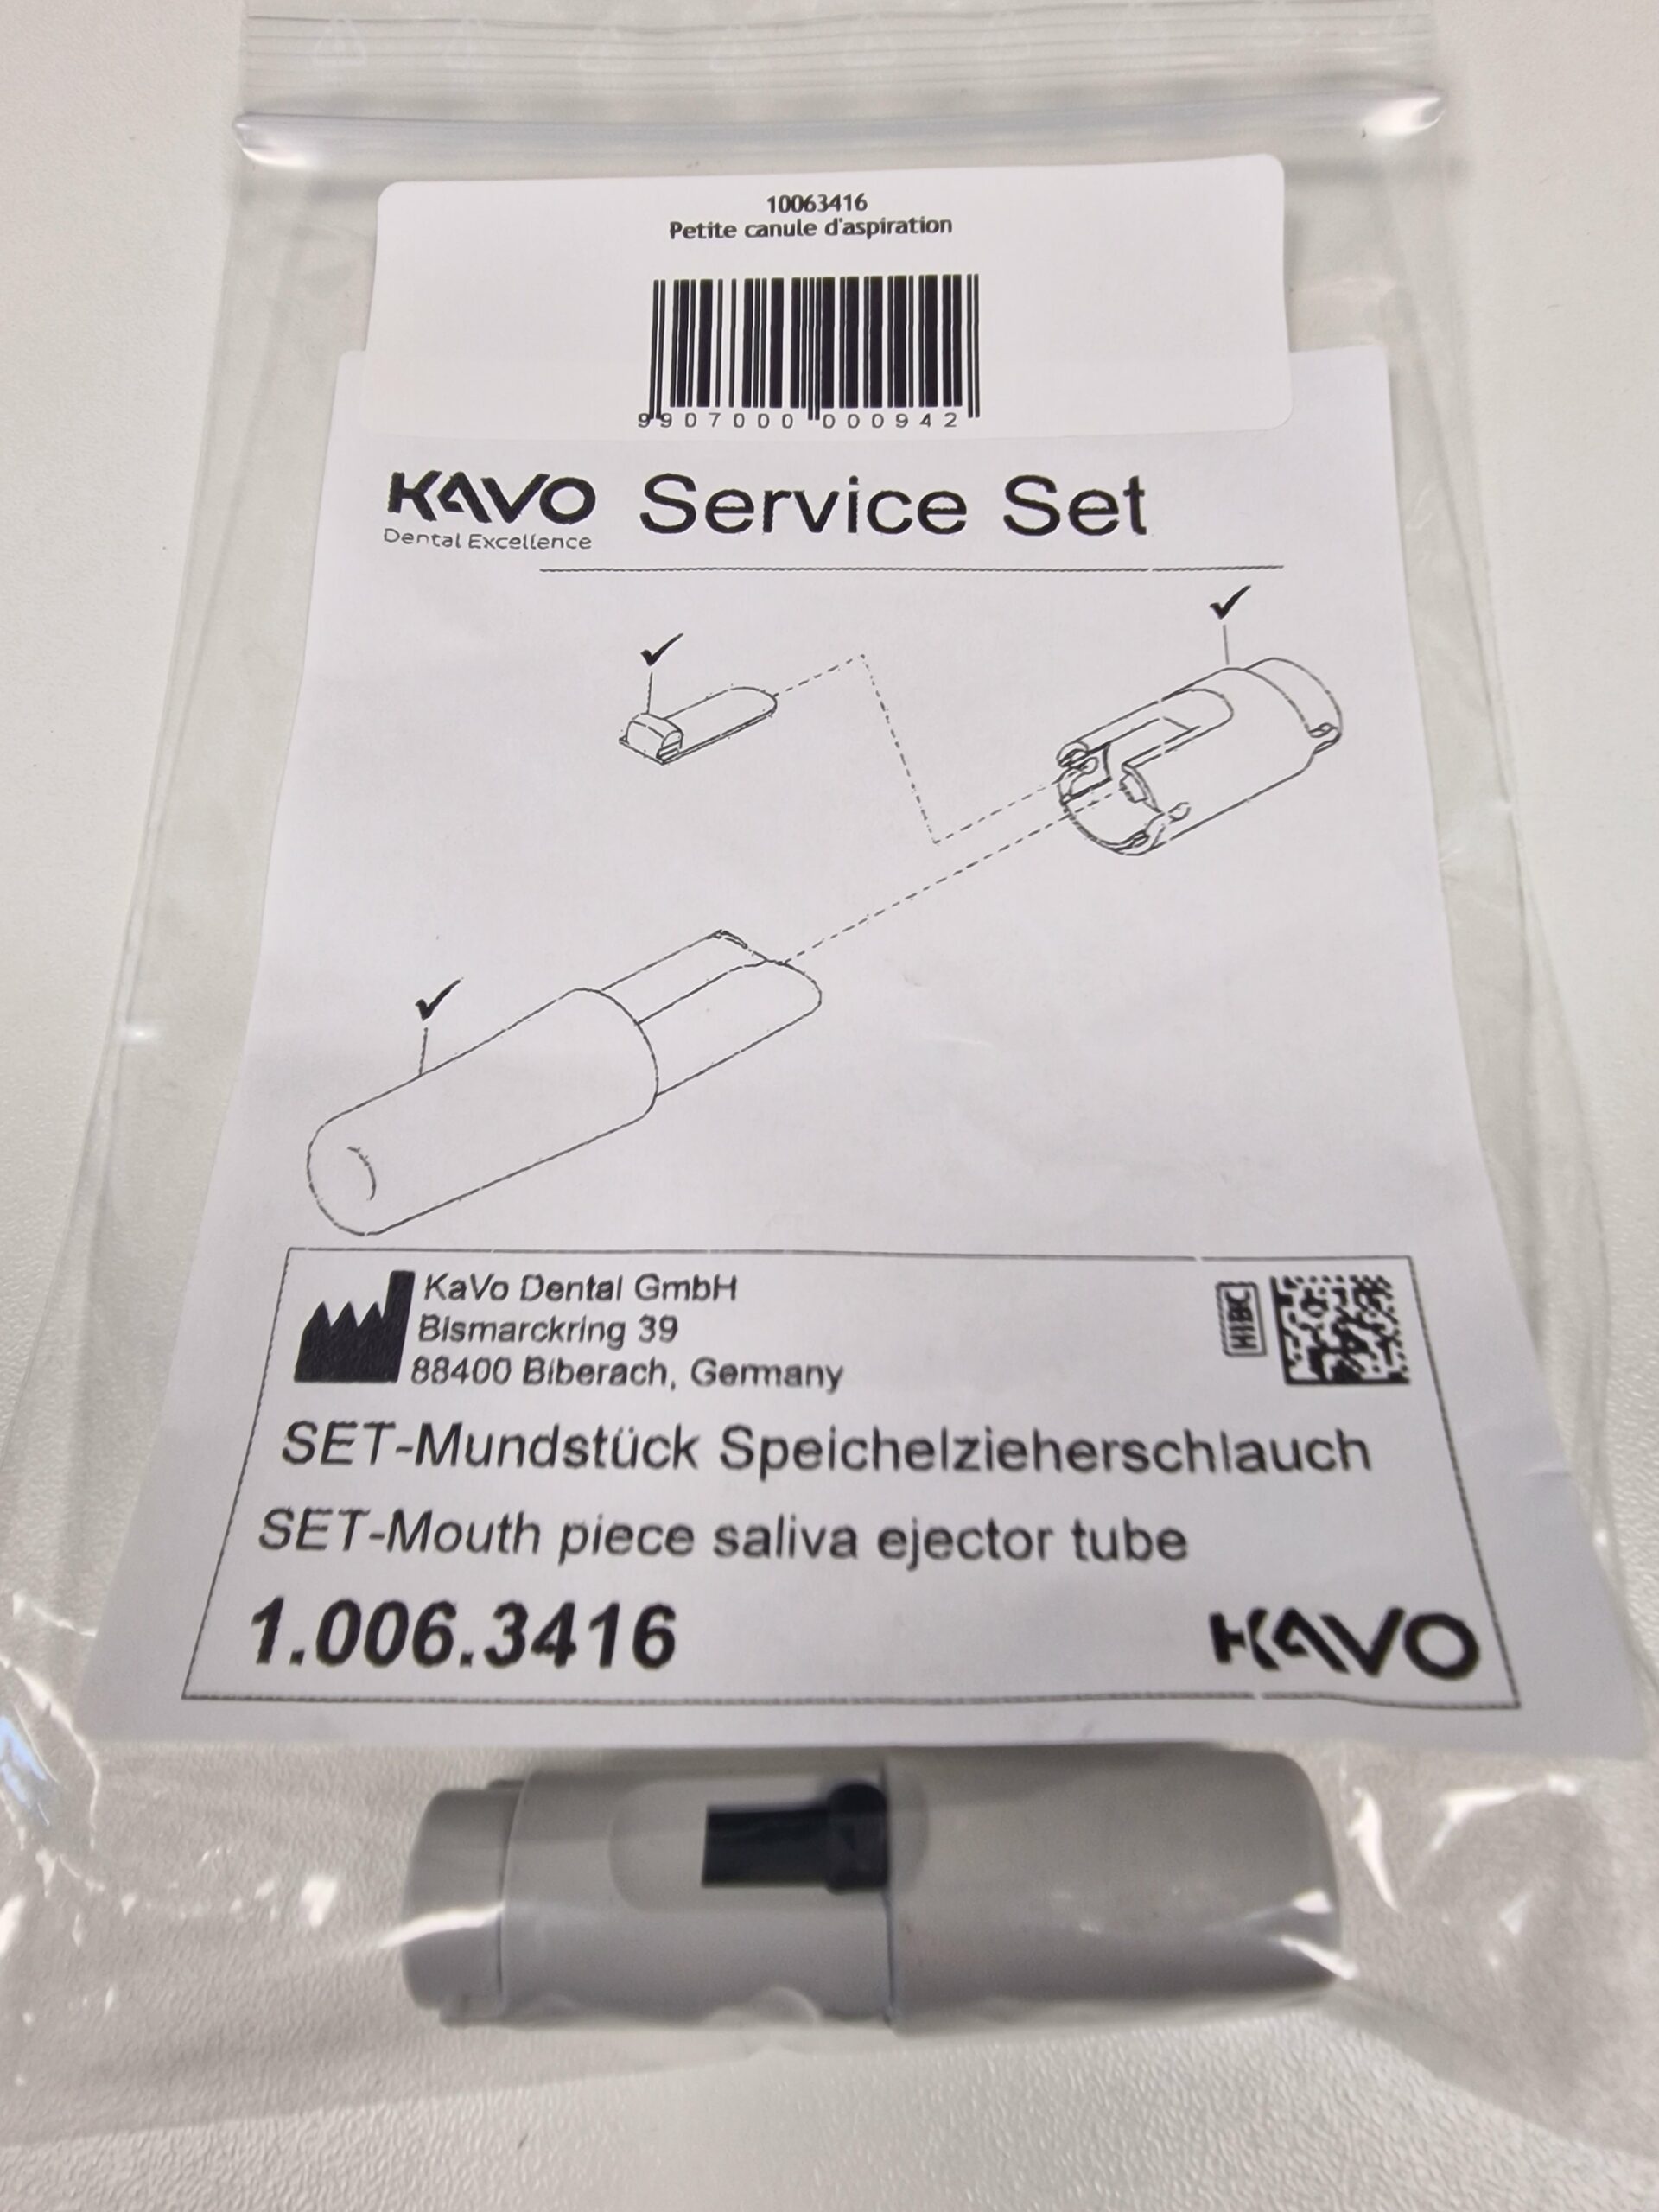 10063416
Petite canule d'aspiration
9907000 000942
KAVO Service Set
Dental Excellence
KaVo Dental GmbH
Bismarckring 39
88400 Biberach, Germany
HIBC
SET-Mundstück Speichelzieherschlauch
SET-Mouth piece saliva ejector tube
1.006.3416
KAVO